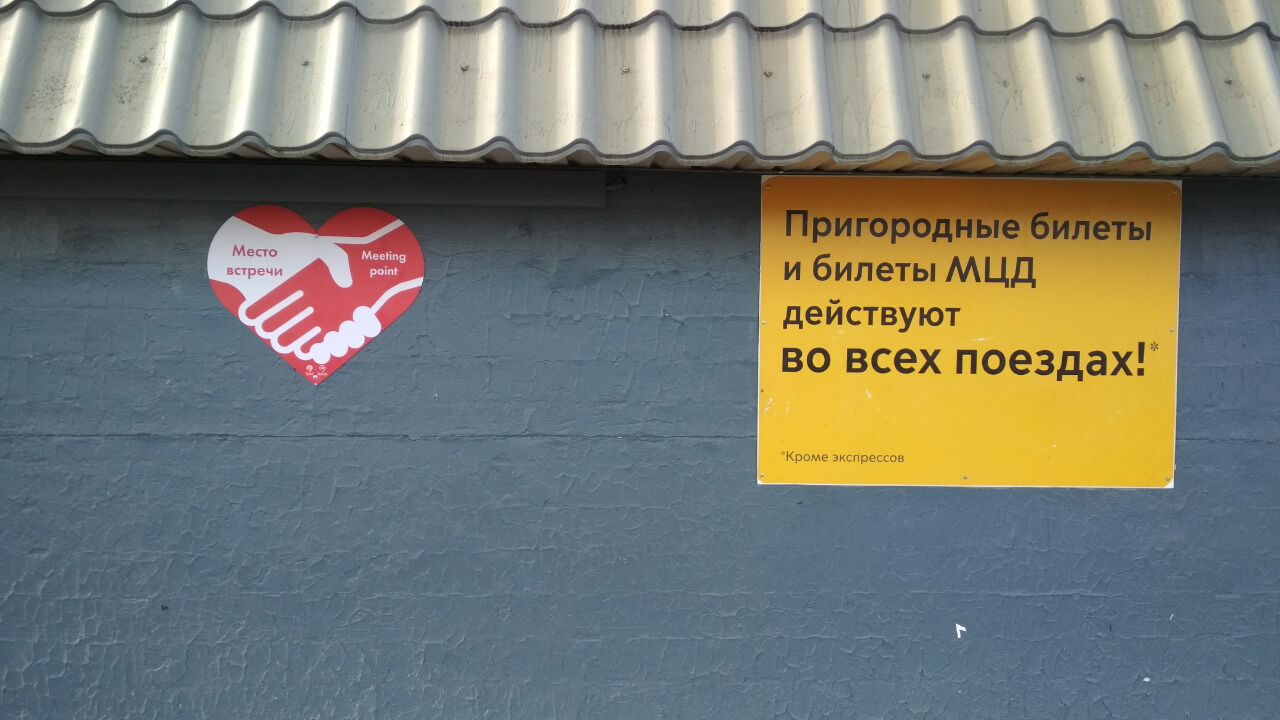 Место
встречи
Meeting
point
Пригородные билеты
и билеты МЦД
действуют
во всех поездах!*
*Кроме экспрессов